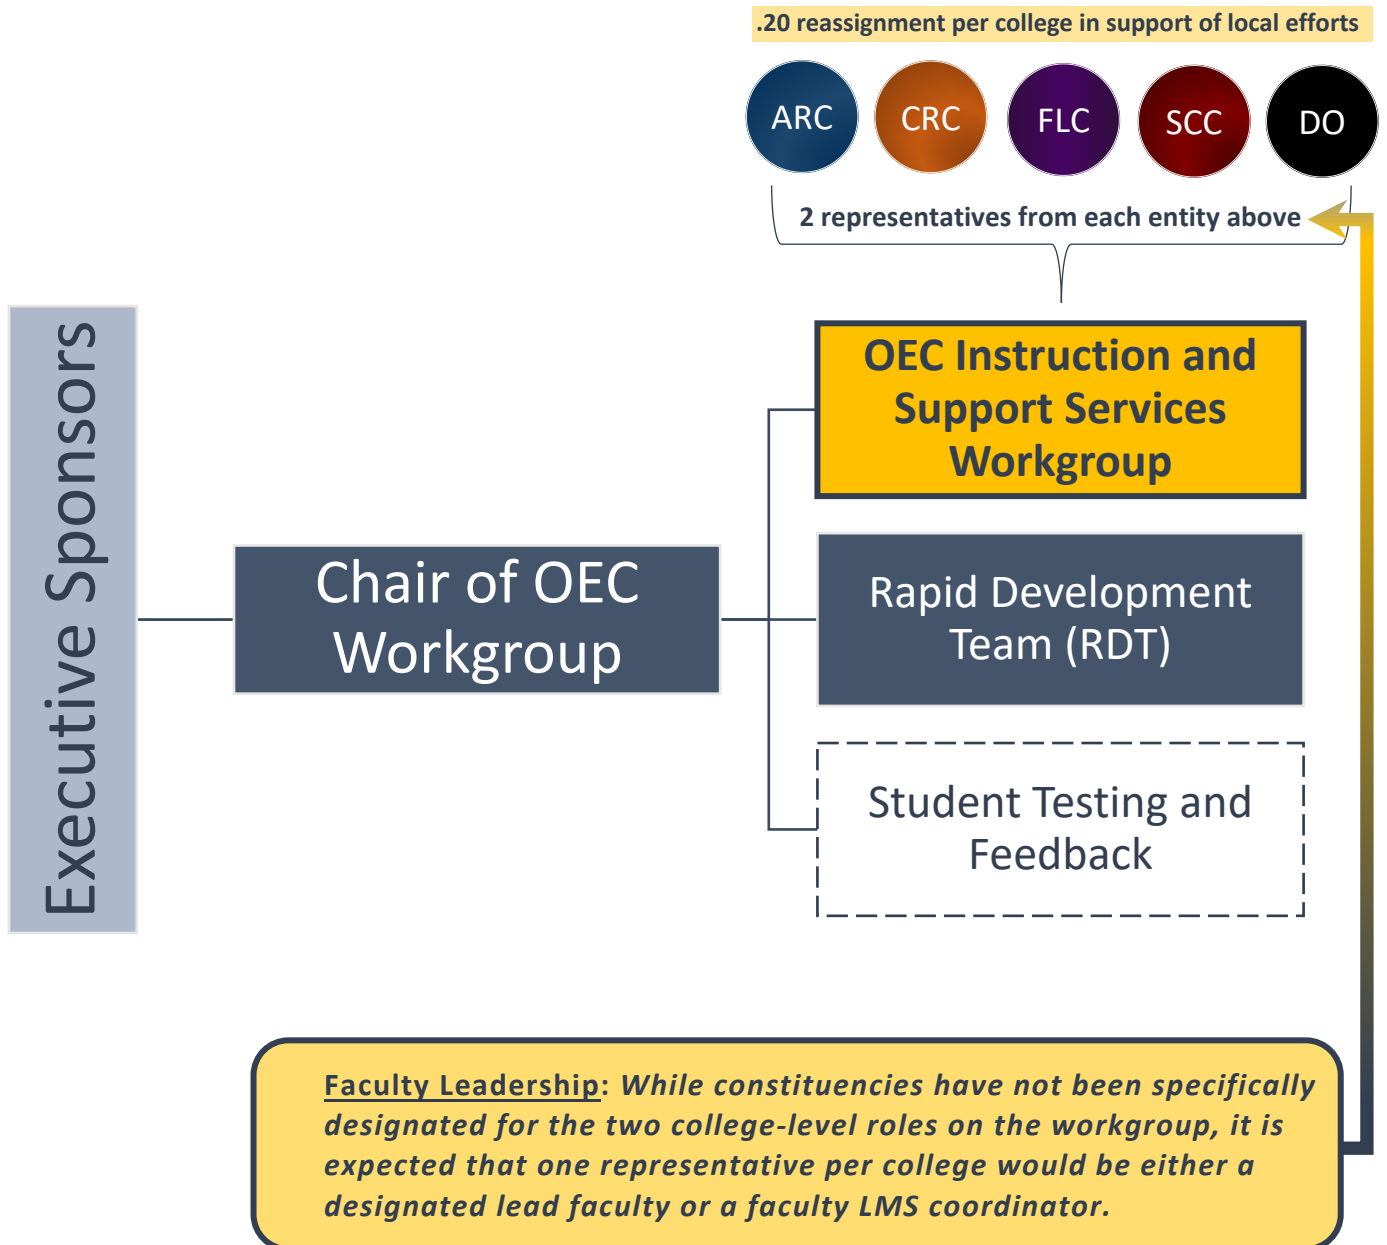 .20 reassignment per college in support of local efforts
ARC
CRC
FLC
SCC
DO
2 representatives from each entity above
Executive Sponsors
Chair of OEC
Workgroup
OEC Instruction and
Support Services
Workgroup
Rapid Development
Team (RDT)
Student Testing and
Feedback
Faculty Leadership: While constituencies have not been specifically
designated for the two college-level roles on the workgroup, it is
expected that one representative per college would be either a
designated lead faculty or a faculty LMS coordinator.